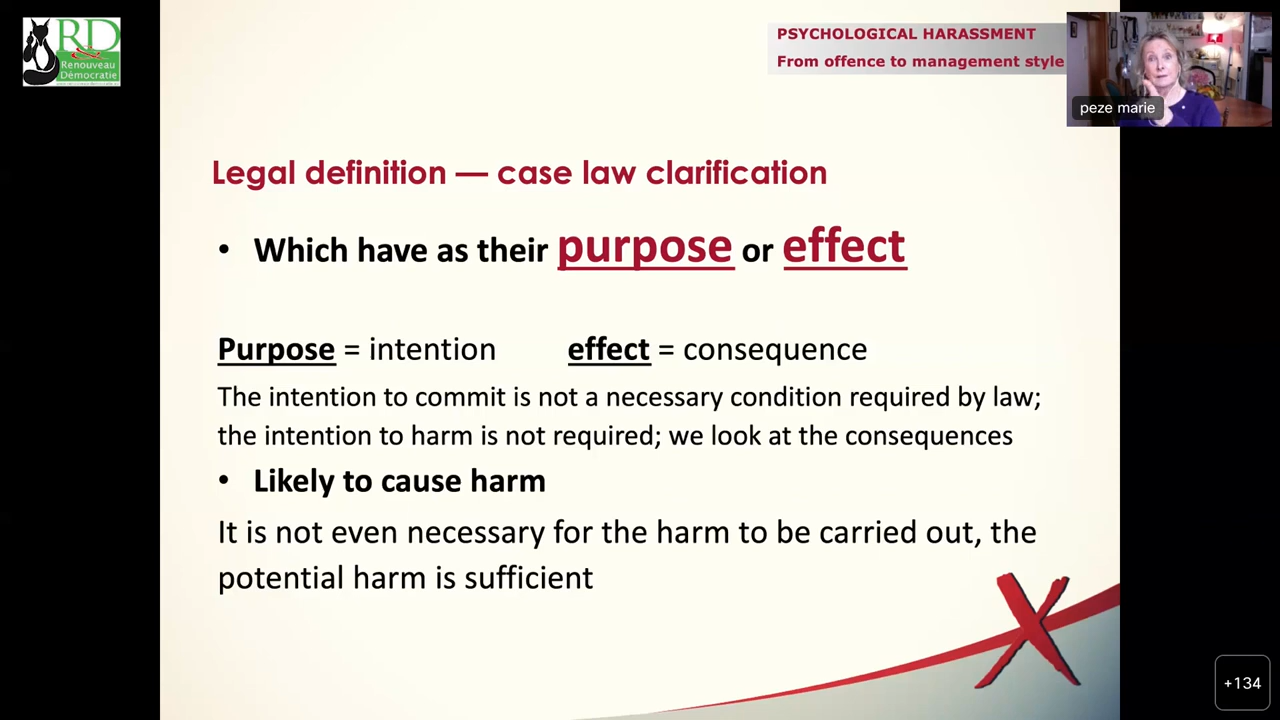 RD
Renouveau
Démocratie
PSYCHOLOGICAL HARASSMENT
From offence to management style
peze marie
Legal definition — case law clarification
• Which have as their purpose or effect
Purpose = intention effect = consequence
The intention to commit is not a necessary condition required by law;
the intention to harm is not required; we look at the consequences
• Likely to cause harm
It is not even necessary for the harm to be carried out, the
potential harm is sufficient
+134